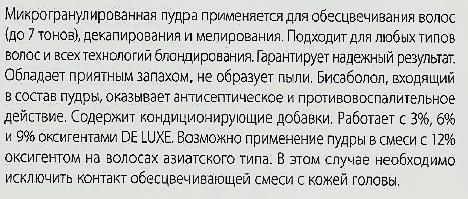 Микрогранулированная пудра применяется для обесцвечивания волос
(до 7 тонов), декапирования и мелирования. Подходит для любых типов
волос и всех технологий блондирования. Гарантирует надежный результат.
Обладает приятным запахом, не образует пыли. Бисаболол, входящий
в состав пудры, оказывает антисептическое и противовоспалительное
действие. Содержит кондиционирующие добавки. Работает с 3%, 6%
и 9% оксигентами DE LUXE. Возможно применение пудры в смеси с 12%
оксигентом на волосах азиатского типа. В этом случае необходимо
исключить контакт обесцвечивающей смеси с кожей головы.